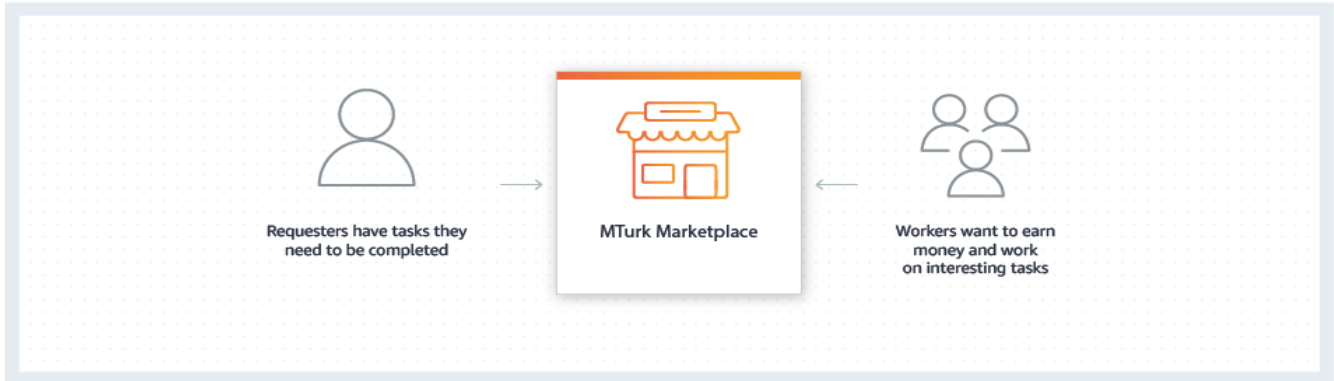 Requesters have tasks they
need to be completed
MTurk Marketplace
Workers want to earn
money and work
on interesting tasks